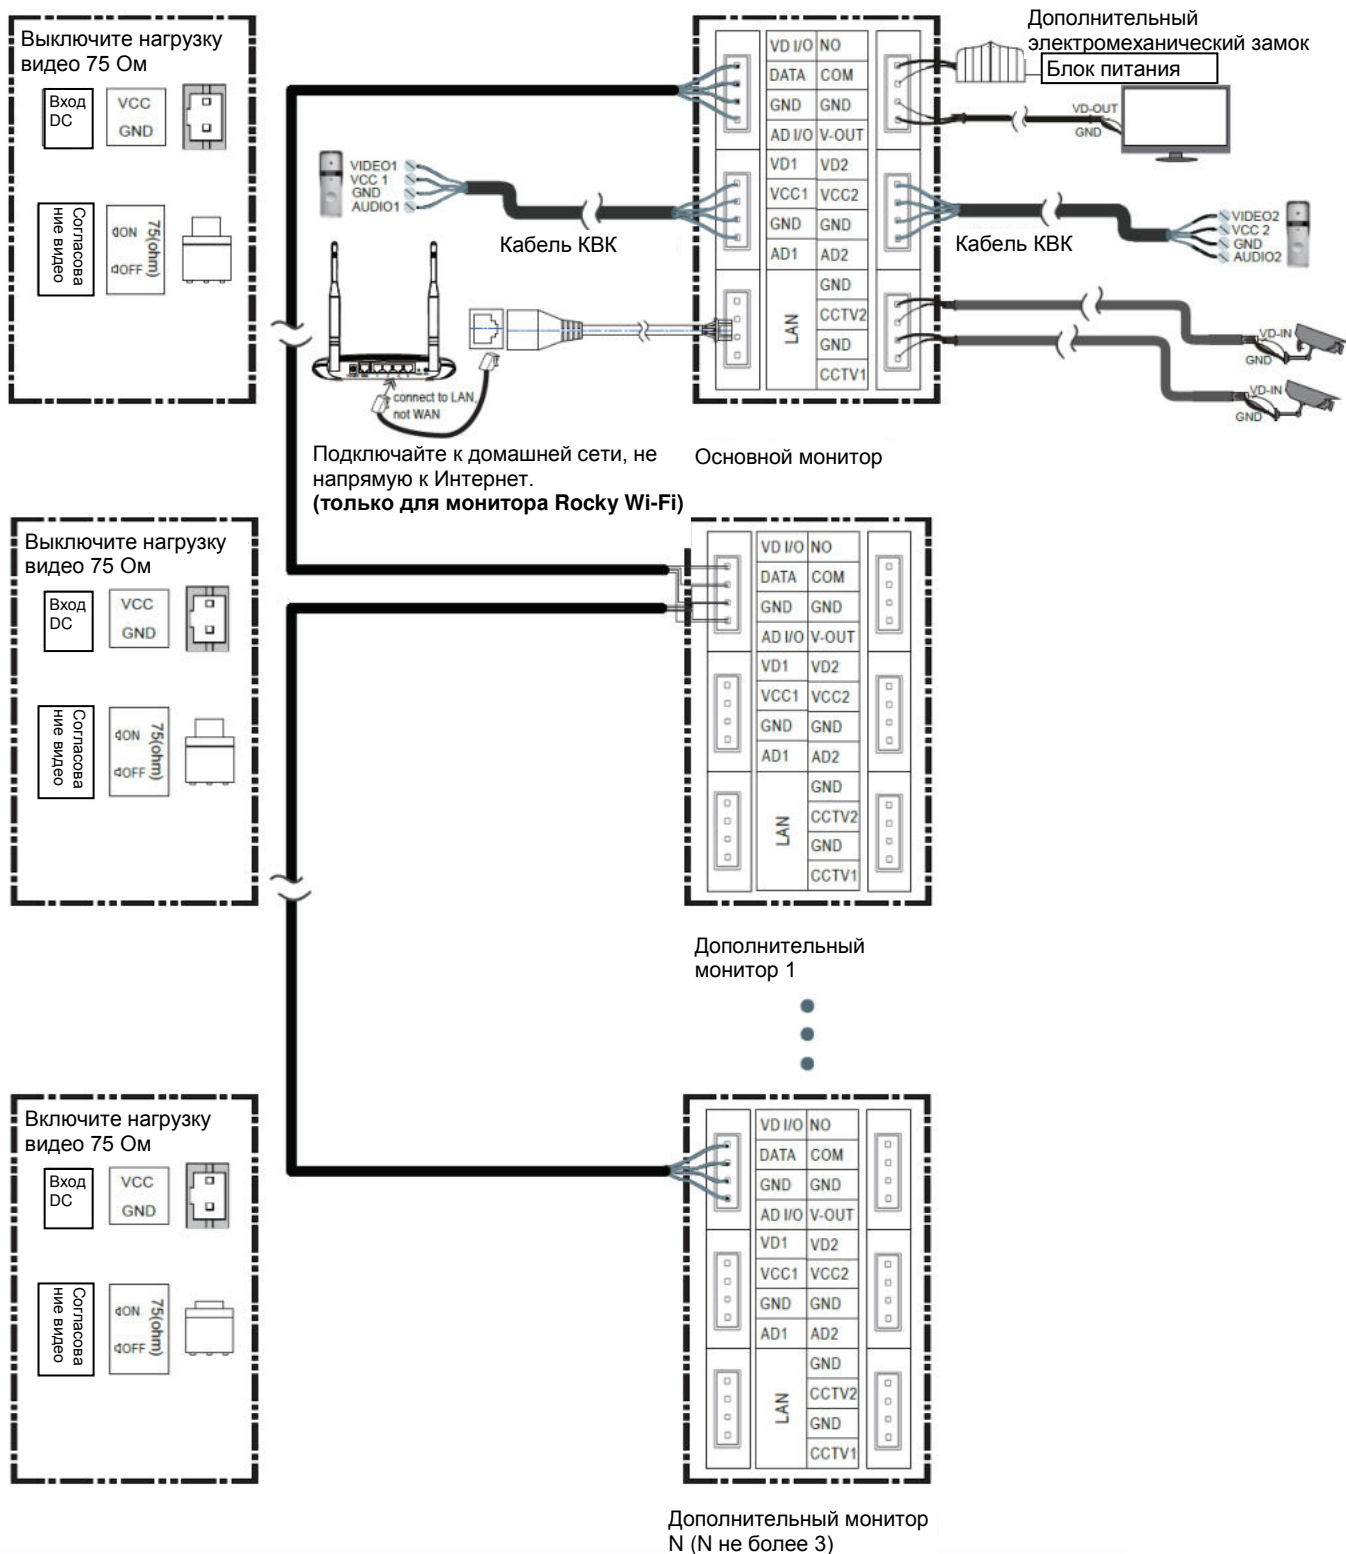 Выключите нагрузку
видео 75 Ом
Вход
DC
VCC
GND
Согласова
ние видео
ON
OFF
75(ohm)
VD I/O NO
DATA COM
GND GND
AD I/O V-OUT
VD1 VD2
VCC1 VCC2
GND GND
AD1 AD2
LAN
GND
CCTV2
GND
CCTV1
Дополнительный
электромеханический замок
Блок питания
VD-OUT
GND
VIDEO1
VCC 1
GND
AUDIO1
Кабель КВК
Кабель КВК
VIDEO2
VCC 2
GND
AUDIO2
VD-IN
GND
VD-IN
GND
connect to LAN,
not WAN
Подключайте к домашней сети, не
напрямую к Интернет.
(только для монитора Rocky Wi-Fi)
Основной монитор
Выключите нагрузку
видео 75 Ом
Вход
DC
VCC
GND
Согласова
ние видео
ON
OFF
75(ohm)
VD I/O NO
DATA COM
GND GND
AD I/O V-OUT
VD1 VD2
VCC1 VCC2
GND GND
AD1 AD2
LAN
GND
CCTV2
GND
CCTV1
Дополнительный
монитор 1
Включите нагрузку
видео 75 Ом
Вход
DC
VCC
GND
Согласова
ние видео
ON
OFF
75(ohm)
VD I/O NO
DATA COM
GND GND
AD I/O V-OUT
VD1 VD2
VCC1 VCC2
GND GND
AD1 AD2
LAN
GND
CCTV2
GND
CCTV1
Дополнительный монитор
N (N не более 3)